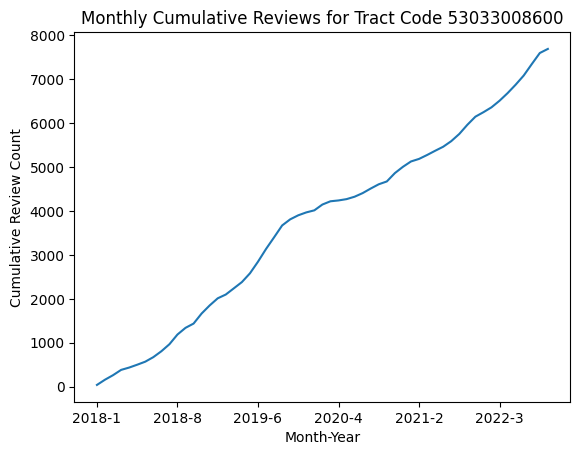 Monthly Cumulative Reviews for Tract Code 53033008600
8000
7000
6000
5000
4000
3000
2000
1000
0
Cumulative Review Count
2018-1 2018-8 2019-6 2020-4 2021-2 2022-3
Month-Year